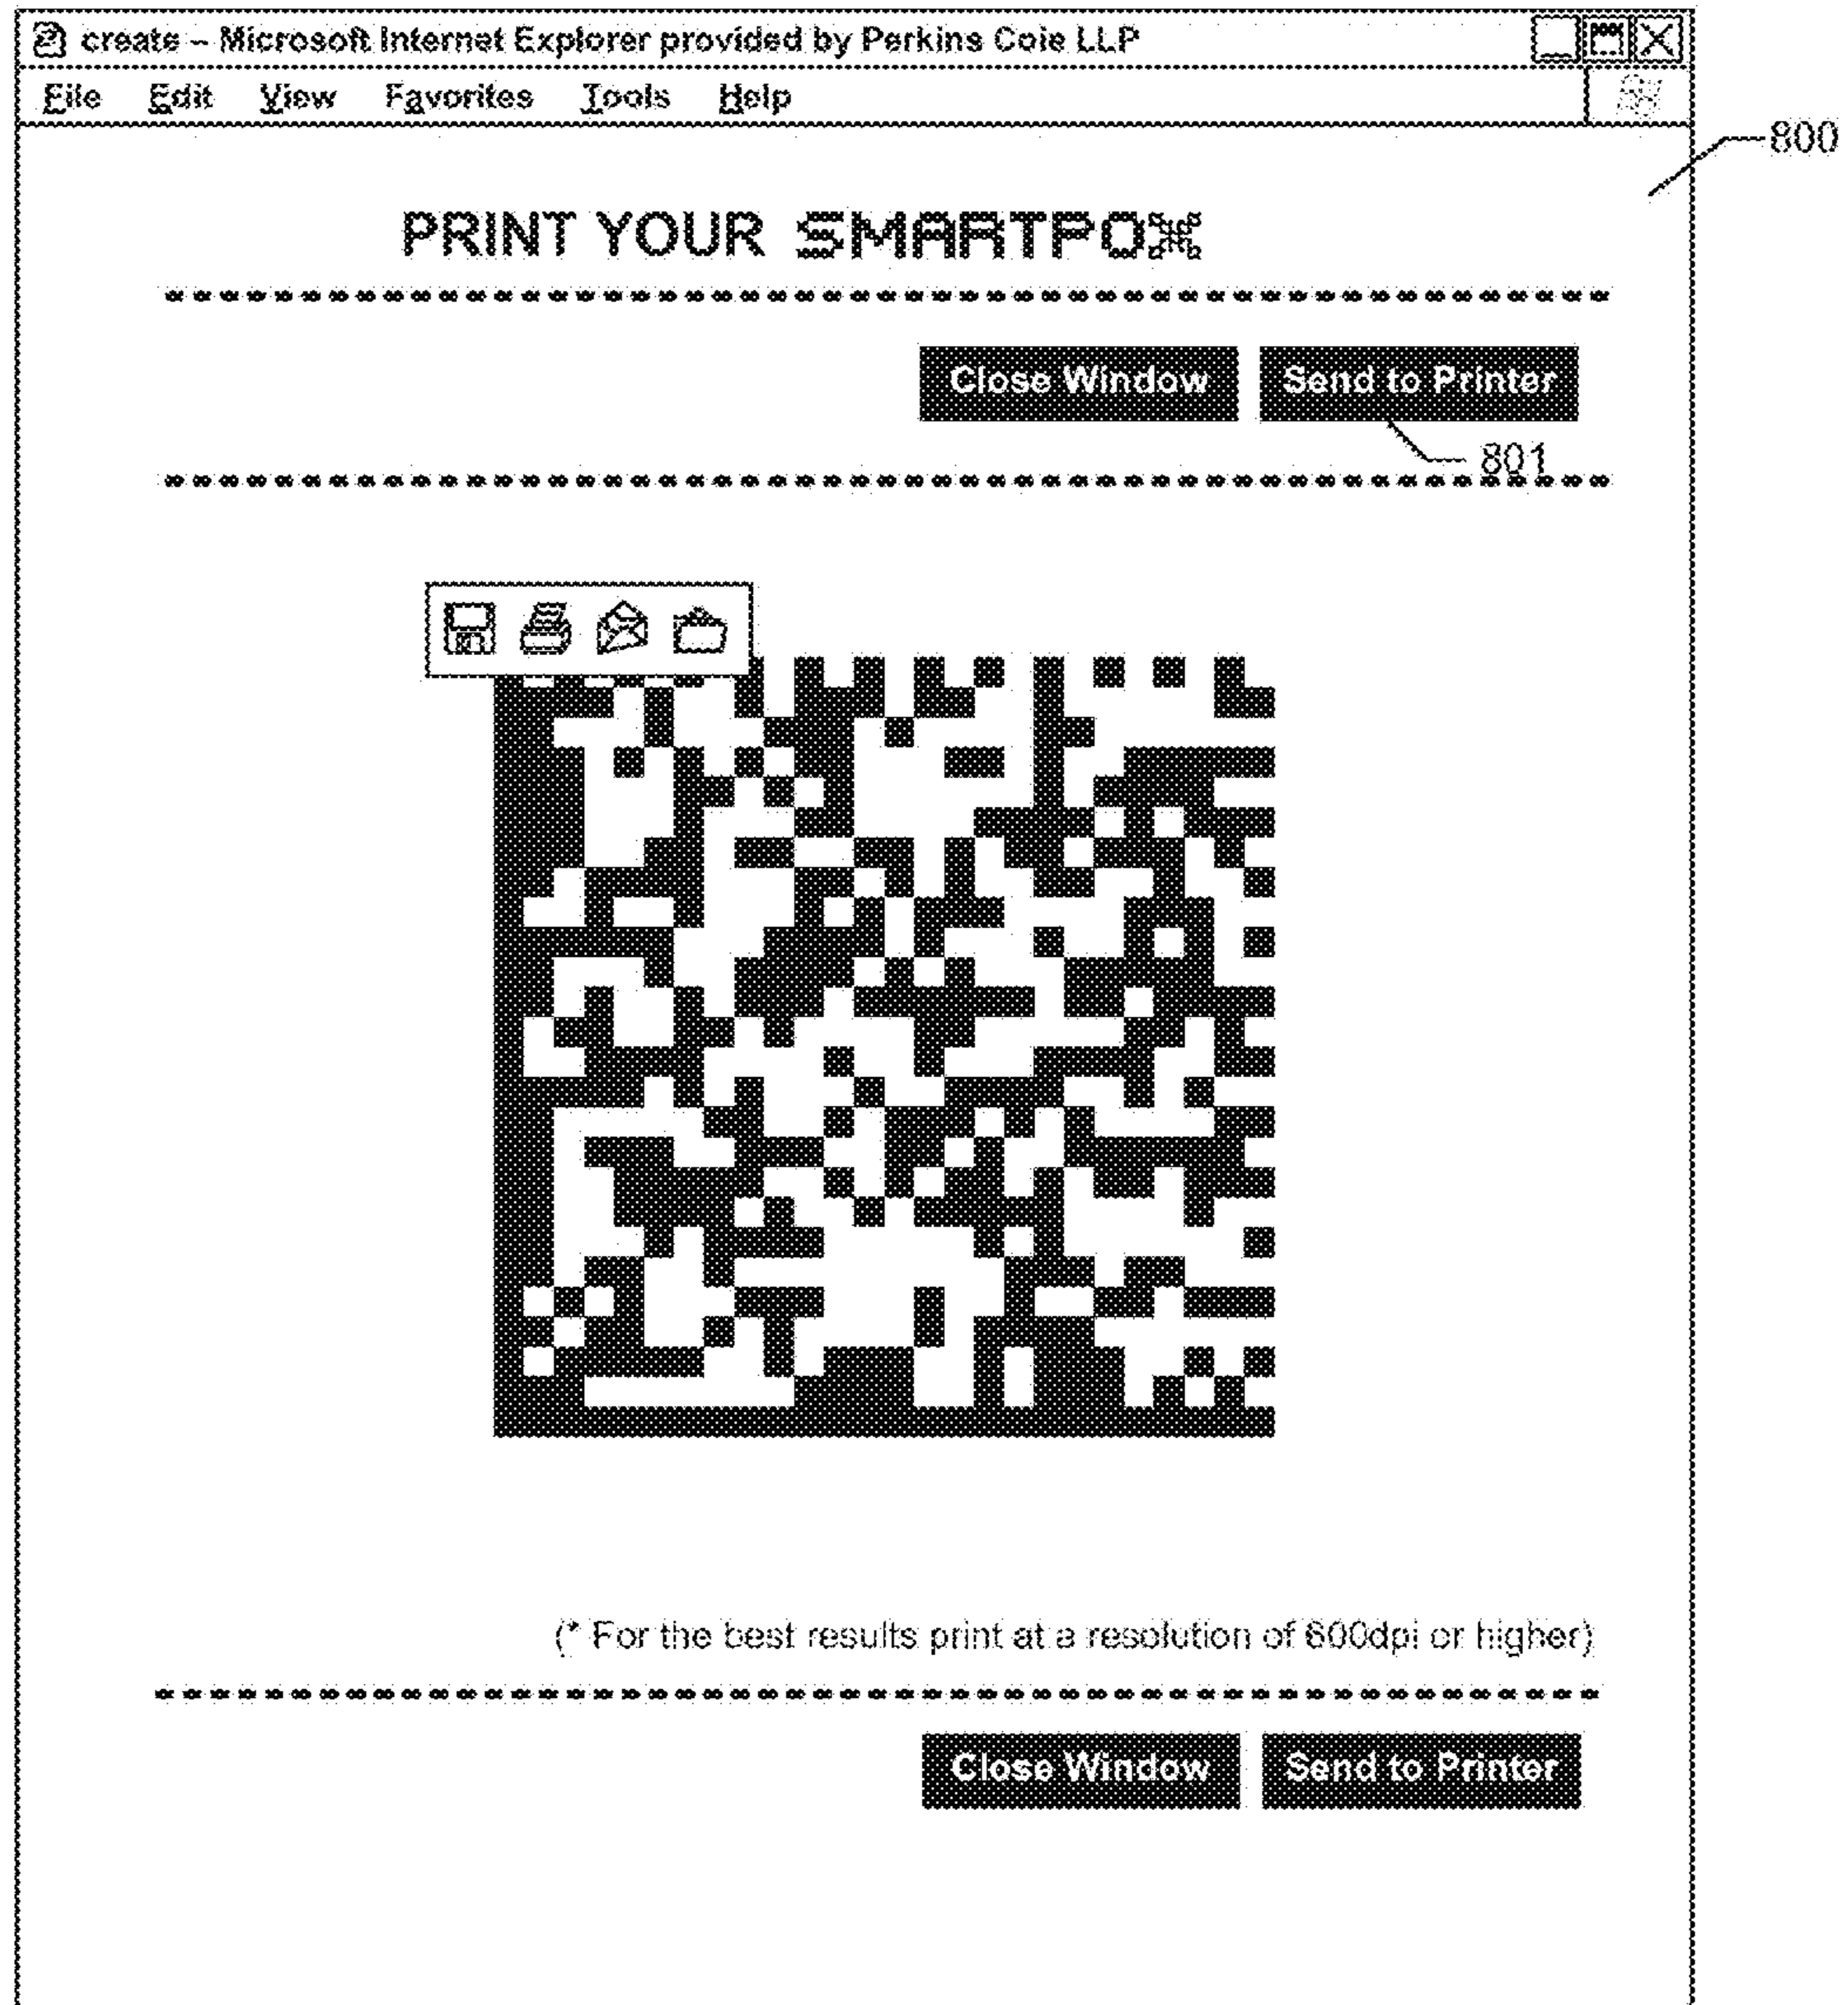 create – Microsoft Internet Explorer provided by Perkins Coie LLP
File Edit View Favorites Tools Help
800
PRINT YOUR SMARTPOX
Close Window Send to Printer
801
(* For the best results print at a resolution of 600dpi or higher)
Close Window Send to Printer